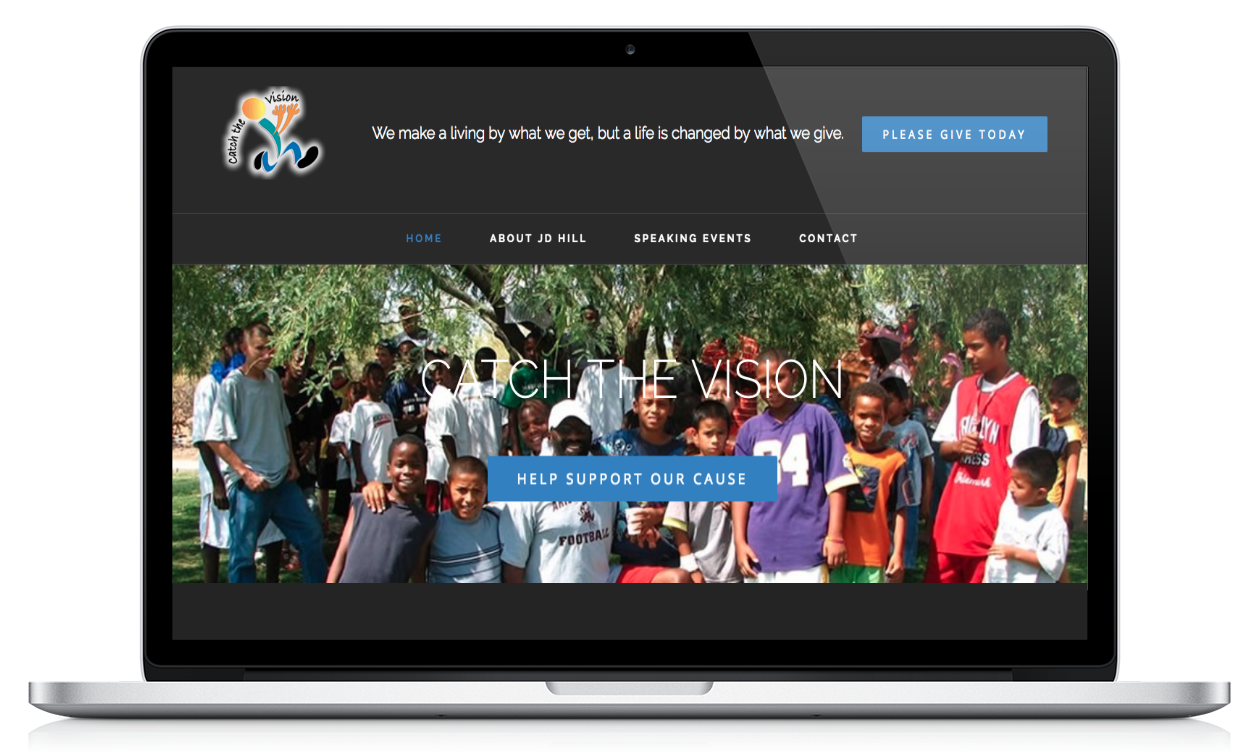 Catch the
vision
We make a living by what we get, but a life is changed by what we give.
PLEASE GIVE TODAY
HOME
ABOUT JD HILL
SPEAKING EVENTS
CONTACT
CATCH THE VISION
HELP SUPPORT OUR CAUSE
FOOTBALL